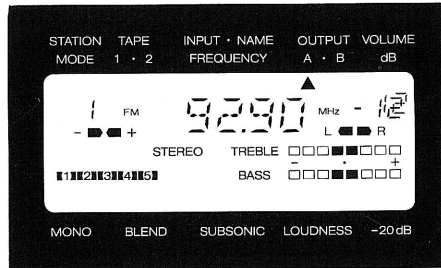 STATION TAPE INPUT · NAME OUTPUT VOLUME
MODE 1 · 2 FREQUENCY A · B dB
1 FM 92.90 MHz -
- + L R
STEREO TREBLE - · +
1 2 3 4 5 BASS
MONO BLEND SUBSONIC LOUDNESS -20 dB